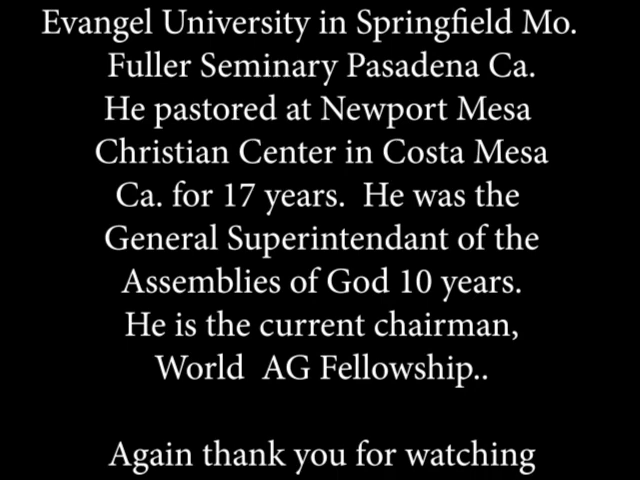 Evangel University in Springfield Mo.
Fuller Seminary Pasadena Ca.
He pastored at Newport Mesa
Christian Center in Costa Mesa
Ca. for 17 years.  He was the
General Superintendant of the
Assemblies of God 10 years.
He is the current chairman,
World  AG Fellowship..
Again thank you for watching